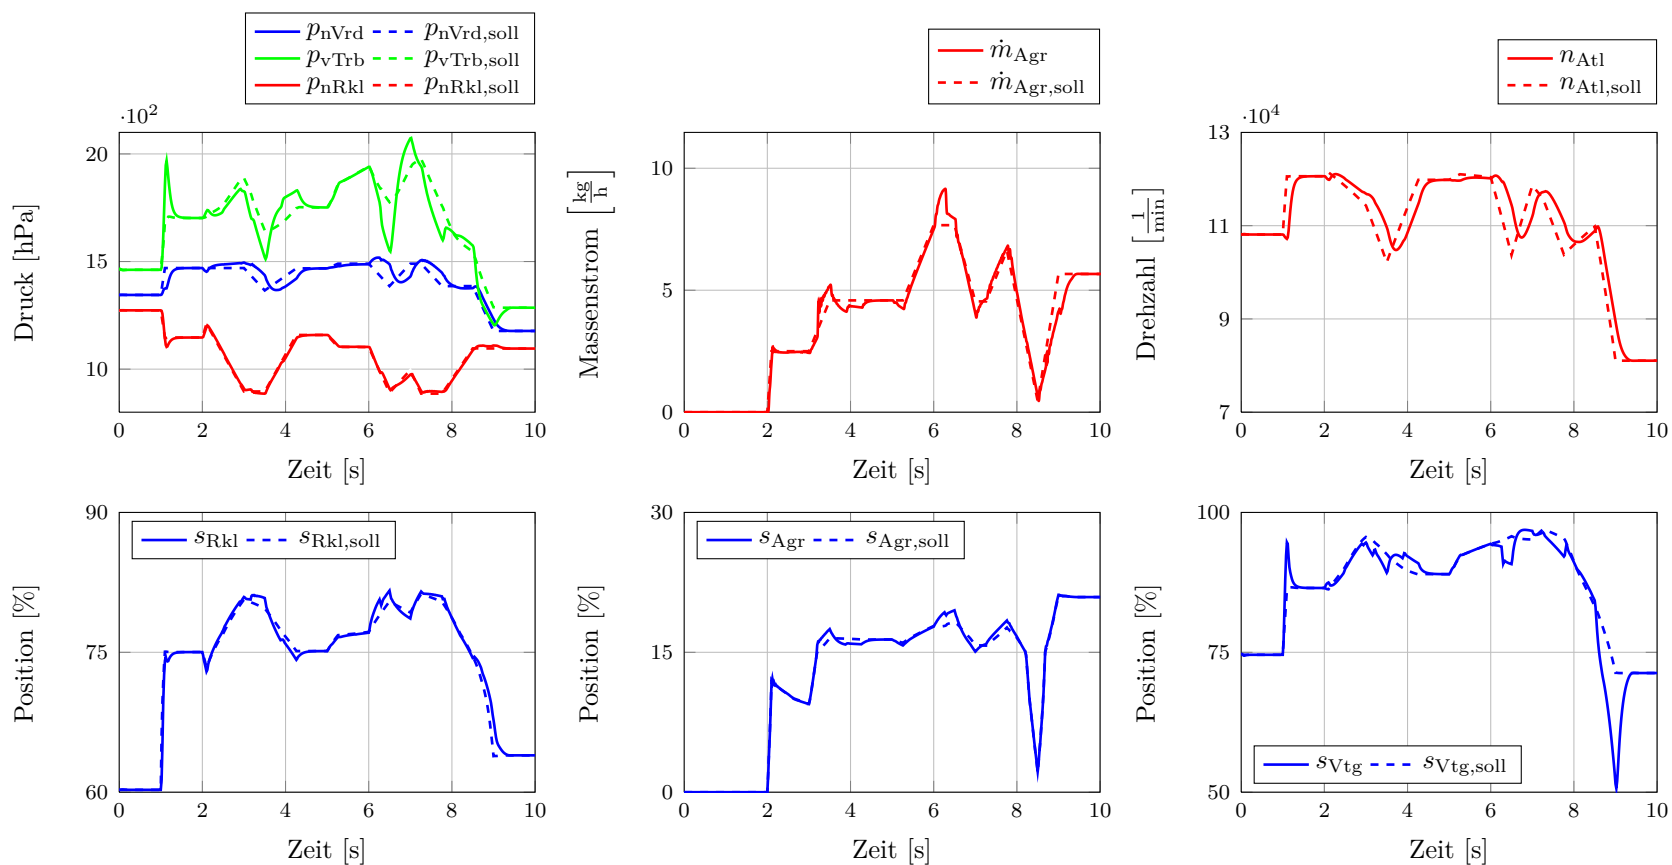 p_nVrd p_nVrd,soll
p_vTrb p_vTrb,soll
p_nRkl p_nRkl,soll
·10²
20
15
10
0 2 4 6 8 10
Druck [hPa]
Zeit [s]
ṁ_Agr
ṁ_Agr,soll
10
5
0
0 2 4 6 8 10
Massenstrom [kg/h]
Zeit [s]
n_Atl
n_Atl,soll
·10⁴
13
11
9
7
0 2 4 6 8 10
Drehzahl [1/min]
Zeit [s]
s_Rkl s_Rkl,soll
90
75
60
0 2 4 6 8 10
Position [%]
Zeit [s]
s_Agr s_Agr,soll
30
15
0
0 2 4 6 8 10
Position [%]
Zeit [s]
s_Vtg s_Vtg,soll
100
75
50
0 2 4 6 8 10
Position [%]
Zeit [s]